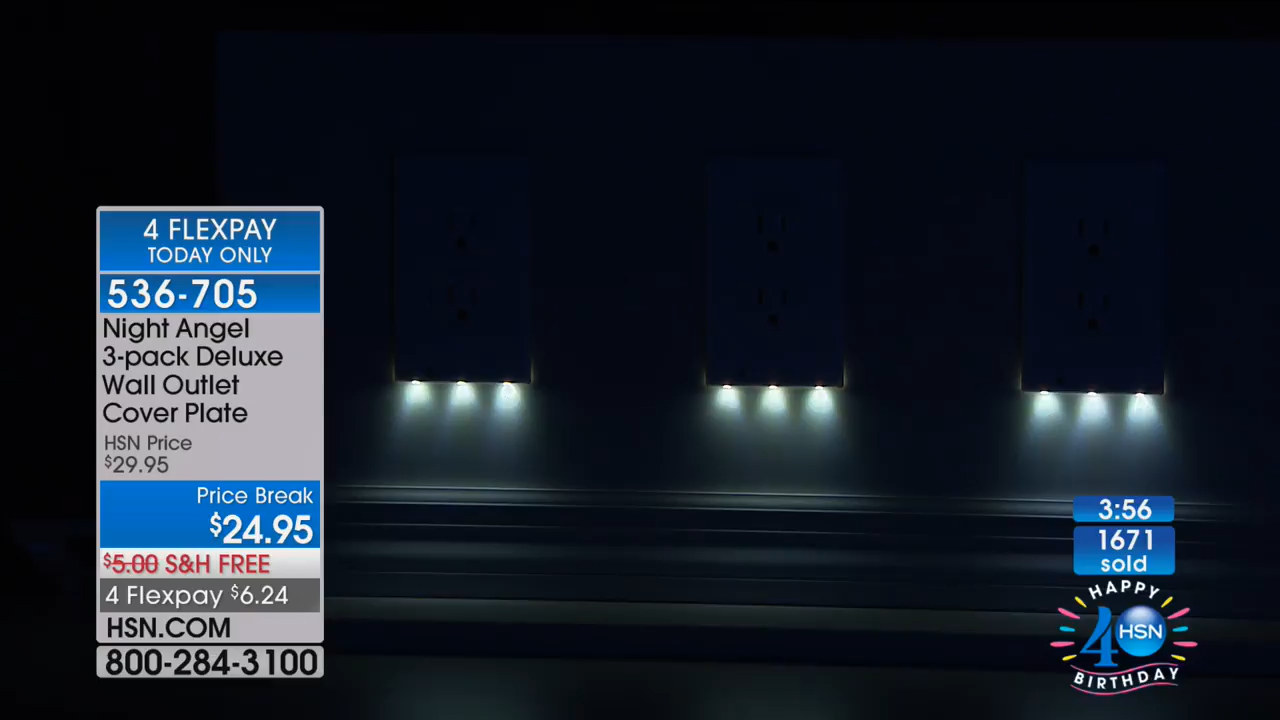 4 FLEXPAY
TODAY ONLY
536-705
Night Angel
3-pack Deluxe
Wall Outlet
Cover Plate
HSN Price
$29.95
Price Break
$24.95
$5.00 S&H FREE
4 Flexpay $6.24
HSN.COM
800-284-3100
3:56
1671
sold
HAPPY
40
HSN
BIRTHDAY